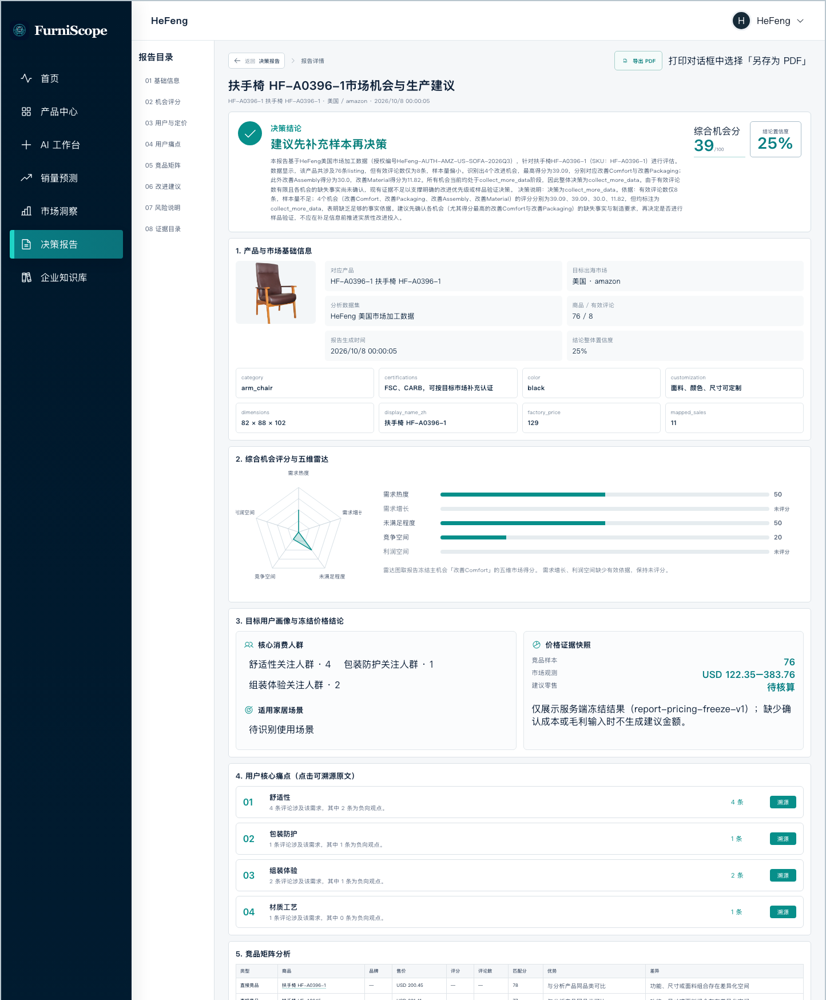 FurniScope
首页
产品中心
AI 工作台
销量预测
市场洞察
决策报告
企业知识库
HeFeng
H HeFeng
报告目录
01 基础信息
02 机会评分
03 用户与定价
04 用户痛点
05 竞品矩阵
06 改进建议
07 风险说明
08 证据目录
返回 决策报告 报告详情
导出 PDF 打印对话框中选择「另存为 PDF」
扶手椅 HF-A0396-1市场机会与生产建议
HF-A0396-1 扶手椅 HF-A0396-1 · 美国 / amazon · 2026/10/8 00:00:05
决策结论
建议先补充样本再决策
本报告基于HeFeng美国市场加工数据（授权编号HeFeng-AUTH-AMZ-US-SOFA-2026Q3），针对扶手椅HF-A0396-1（SKU：HF-A0396-1）进行评估。
数据显示，该产品共涉及76条listing，但有效评论数仅为8条，样本量偏小。识别出4个改进机会，最高得分为39.09，分别对应改善Comfort与改善Packaging；
此外改善Assembly得分为30.0，改善Material得分为11.82。所有机会当前均处于collect_more_data阶段，因此整体决策为collect_more_data。由于有效评论
数有限且各机会的缺失事实尚未确认，现有证据不足以支撑明确的改进优先级或样品验证决策。 决策说明：决策为collect_more_data。依据：有效评论数仅8
条，样本量不足；4个机会（改善Comfort、改善Packaging、改善Assembly、改善Material）的评分分别为39.09、39.09、30.0、11.82，但均标注为
collect_more_data，表明缺乏足够的事实依据。建议先确认各机会（尤其得分最高的改善Comfort与改善Packaging）的缺失事实与制造要求，再决定是否进行
样品验证，不应在补足信息前推进实质性改进投入。
综合机会分
39/100
结论置信度
25%
1. 产品与市场基础信息
对应产品
HF-A0396-1 扶手椅 HF-A0396-1
目标出海市场
美国 · amazon
分析数据集
HeFeng 美国市场加工数据
商品 / 有效评论
76 / 8
报告生成时间
2026/10/8 00:00:05
结论整体置信度
25%
category
arm_chair
certifications
FSC、CARB，可按目标市场补充认证
color
black
customization
面料、颜色、尺寸可定制
dimensions
82 × 88 × 102
display_name_zh
扶手椅 HF-A0396-1
factory_price
129
mapped_sales
11
2. 综合机会评分与五维雷达
需求热度
利润空间
需求增长
竞争空间
未满足程度
需求热度 50
需求增长 未评分
未满足程度 50
竞争空间 20
利润空间 未评分
雷达图取报告冻结主机会「改善Comfort」的五维市场得分。 需求增长、利润空间缺少有效依据，保持未评分。
3. 目标用户画像与冻结价格结论
核心消费人群
舒适性关注人群 · 4 包装防护关注人群 · 1
组装体验关注人群 · 2
适用家居场景
待识别使用场景
价格证据快照
竞品样本 76
市场观测 USD 122.35—383.76
建议零售 待核算
仅展示服务端冻结结果（report-pricing-freeze-v1）；缺少确
认成本或毛利输入时不生成建议金额。
4. 用户核心痛点（点击可溯源原文）
01 舒适性 4 条 溯源
4 条评论涉及该需求，其中 2 条为负向观点。
02 包装防护 1 条 溯源
1 条评论涉及该需求，其中 1 条为负向观点。
03 组装体验 2 条 溯源
2 条评论涉及该需求，其中 1 条为负向观点。
04 材质工艺 1 条 溯源
1 条评论涉及该需求，其中 0 条为负向观点。
5. 竞品矩阵分析
类型 商品 品牌 售价 评分 评论数 匹配分 优势 差异
直接竞品 扶手椅 HF-A0396-1 — USD 200.45 — — 78 与分析产品同品类可比 功能、尺寸或面料组合存在差异化空间